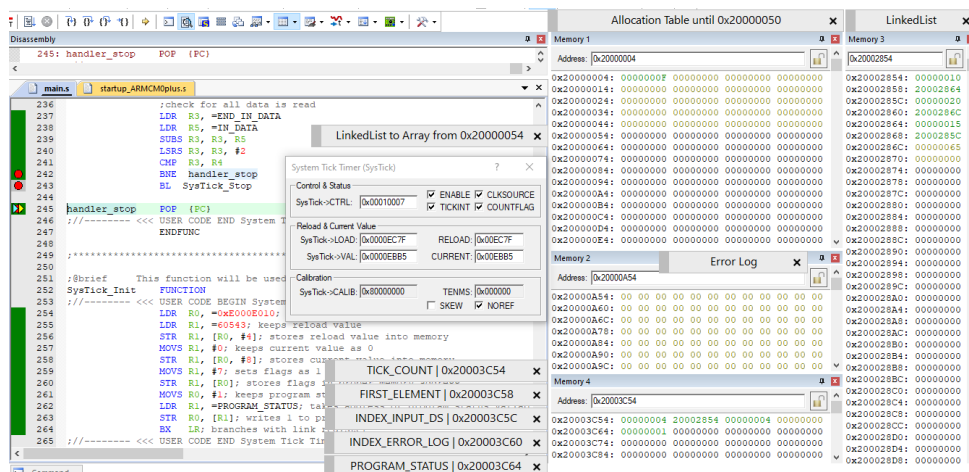 Allocation Table until 0x20000050
LinkedList
Disassembly
245: handler_stop POP {PC}
main.s
startup_ARMCM0plus.s
236 ;check for all data is read
237 LDR R3, =END_IN_DATA
238 LDR R5, =IN_DATA
239 SUBS R3, R3, R5
240 LSRS R3, R3, #2
241 CMP R3, R4
242 BNE handler_stop
243 BL SysTick_Stop
244
245 handler_stop POP {PC}
246 ;//-------- <<< USER CODE END System T
247 ENDFUNC
248
249
250
251 ;@brief This function will be used
252 SysTick_Init FUNCTION
253 ;//-------- <<< USER CODE BEGIN System
254 LDR R0, =0xE000E010;
255 LDR R1, =60543; keeps reload value
256 STR R1, [R0, #4]; stores reload value into memory
257 MOVS R1, #0; keeps current value as 0
258 STR R1, [R0, #8]; stores current value into memory
259 MOVS R1, #7; sets flags as 1
260 STR R1, [R0]; stores flags
261 MOVS R0, #1; keeps program st
262 LDR R1, =PROGRAM_STATUS;
263 STR R0, [R1]; writes 1 to pr
264 BX LR; branches with link
265 ;//-------- <<< USER CODE END System Tick Ti
LinkedList to Array from 0x20000054
System Tick Timer (SysTick)
Control & Status
SysTick->CTRL: 0x00010007
ENABLE CLKSOURCE
TICKINT COUNTFLAG
Reload & Current Value
SysTick->LOAD: 0x0000EC7F RELOAD: 0x00EC7F
SysTick->VAL: 0x0000EBB5 CURRENT: 0x00EBB5
Calibration
SysTick->CALIB: 0x80000000 TENMS: 0x000000
SKEW NOREF
TICK_COUNT | 0x20003C54
FIRST_ELEMENT | 0x20003C58
INDEX_INPUT_DS | 0x20003C5C
INDEX_ERROR_LOG | 0x20003C60
PROGRAM_STATUS | 0x20003C64
Memory 1
Address: 0x20000004
0x20000004: 0000000F 00000000 00000000 00000000
0x20000014: 00000000 00000000 00000000 00000000
0x20000024: 00000000 00000000 00000000 00000000
0x20000034: 00000000 00000000 00000000 00000000
0x20000044: 00000000 00000000 00000000 00000000
0x20000054: 00000000 00000000 00000000 00000000
0x20000064: 00000000 00000000 00000000 00000000
0x20000074: 00000000 00000000 00000000 00000000
0x20000084: 00000000 00000000 00000000 00000000
0x20000094: 00000000 00000000 00000000 00000000
0x200000A4: 00000000 00000000 00000000 00000000
0x200000B4: 00000000 00000000 00000000 00000000
0x200000C4: 00000000 00000000 00000000 00000000
0x200000D4: 00000000 00000000 00000000 00000000
0x200000E4: 00000000 00000000 00000000 00000000
Memory 2
Error Log
Address: 0x20000A54
0x20000A54: 00 00 00 00 00 00 00 00 00 00 00 00
0x20000A60: 00 00 00 00 00 00 00 00 00 00 00 00
0x20000A6C: 00 00 00 00 00 00 00 00 00 00 00 00
0x20000A78: 00 00 00 00 00 00 00 00 00 00 00 00
0x20000A84: 00 00 00 00 00 00 00 00 00 00 00 00
0x20000A90: 00 00 00 00 00 00 00 00 00 00 00 00
0x20000A9C: 00 00 00 00 00 00 00 00 00 00 00 00
Memory 4
Address: 0x20003C54
0x20003C54: 00000004 20002854 00000004 00000000
0x20003C64: 00000001 00000000 00000000 00000000
0x20003C74: 00000000 00000000 00000000 00000000
0x20003C84: 00000000 00000000 00000000 00000000
Memory 3
0x20002854
0x20002854: 00000010
0x20002858: 20002864
0x2000285C: 00000020
0x20002860: 2000286C
0x20002864: 00000015
0x20002868: 2000285C
0x2000286C: 00000065
0x20002870: 00000000
0x20002874: 00000000
0x20002878: 00000000
0x2000287C: 00000000
0x20002880: 00000000
0x20002884: 00000000
0x20002888: 00000000
0x2000288C: 00000000
0x20002890: 00000000
0x20002894: 00000000
0x20002898: 00000000
0x2000289C: 00000000
0x200028A0: 00000000
0x200028A4: 00000000
0x200028A8: 00000000
0x200028AC: 00000000
0x200028B0: 00000000
0x200028B4: 00000000
0x200028B8: 00000000
0x200028BC: 00000000
0x200028C0: 00000000
0x200028C4: 00000000
0x200028C8: 00000000
0x200028CC: 00000000
0x200028D0: 00000000
0x200028D4: 00000000
0x200028D8: 00000000